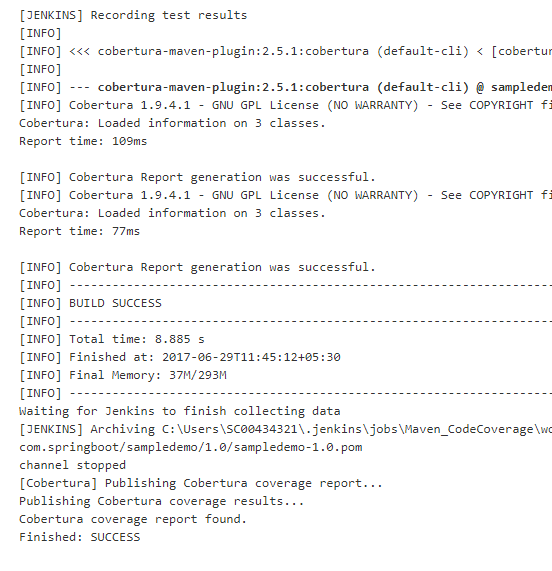 [JENKINS] Recording test results
[INFO]
[INFO] <<< cobertura-maven-plugin:2.5.1:cobertura (default-cli) < [cobertur
[INFO]
[INFO] --- cobertura-maven-plugin:2.5.1:cobertura (default-cli) @ sampledem
[INFO] Cobertura 1.9.4.1 - GNU GPL License (NO WARRANTY) - See COPYRIGHT fi
Cobertura: Loaded information on 3 classes.
Report time: 109ms
[INFO] Cobertura Report generation was successful.
[INFO] Cobertura 1.9.4.1 - GNU GPL License (NO WARRANTY) - See COPYRIGHT fi
Cobertura: Loaded information on 3 classes.
Report time: 77ms
[INFO] Cobertura Report generation was successful.
[INFO] -----------------------------------------------------------------
[INFO] BUILD SUCCESS
[INFO] -----------------------------------------------------------------
[INFO] Total time: 8.885 s
[INFO] Finished at: 2017-06-29T11:45:12+05:30
[INFO] Final Memory: 37M/293M
[INFO] -----------------------------------------------------------------
Waiting for Jenkins to finish collecting data
[JENKINS] Archiving C:\Users\SC00434321\.jenkins\jobs\Maven_CodeCoverage\wo
com.springboot/sampledemo/1.0/sampledemo-1.0.pom
channel stopped
[Cobertura] Publishing Cobertura coverage report...
Publishing Cobertura coverage results...
Cobertura coverage report found.
Finished: SUCCESS